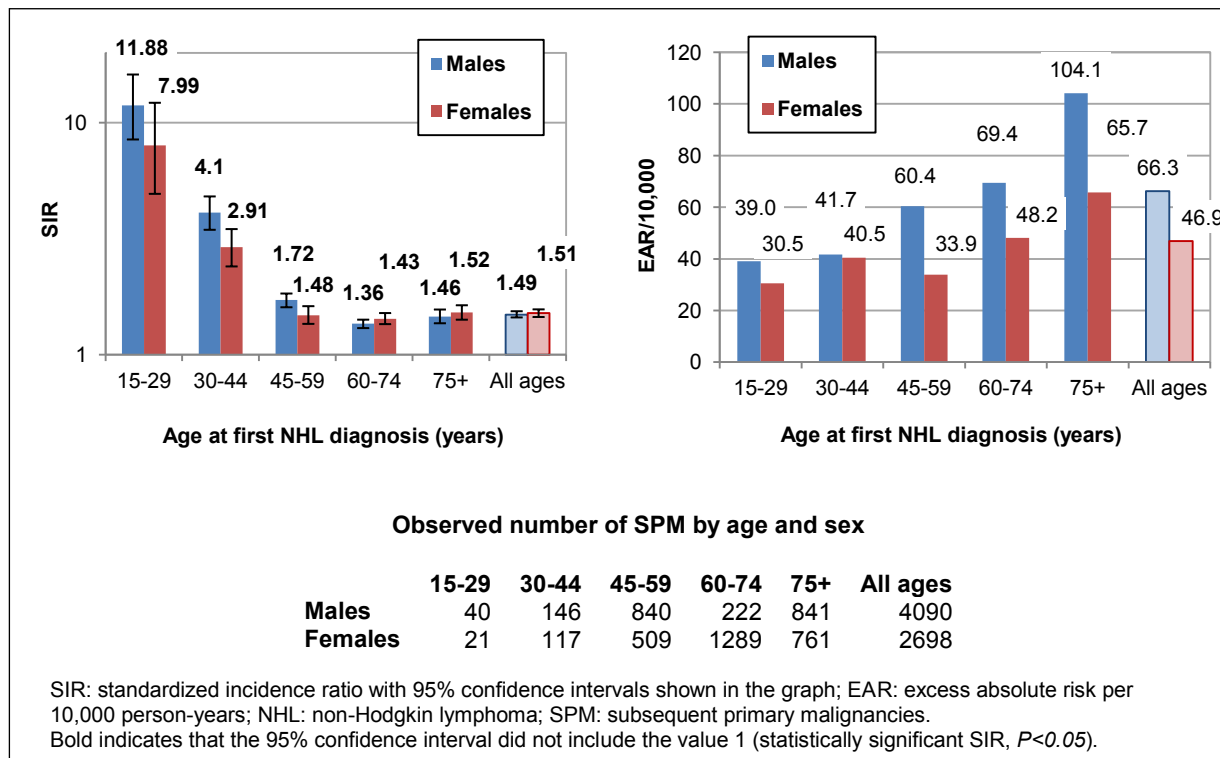 11.88
7.99
4.1
2.91
1.72
1.48
1.36
1.43
1.46
1.52
1.49
1.51
Males
Females
10
1
SIR
15-29 30-44 45-59 60-74 75+ All ages
Age at first NHL diagnosis (years)
120
100
80
60
40
20
0
EAR/10,000
Males
Females
39.0
30.5
41.7
40.5
60.4
33.9
69.4
48.2
104.1
65.7
66.3
46.9
15-29 30-44 45-59 60-74 75+ All ages
Age at first NHL diagnosis (years)
Observed number of SPM by age and sex
15-29 30-44 45-59 60-74 75+ All ages
Males 40 146 840 222 841 4090
Females 21 117 509 1289 761 2698
SIR: standardized incidence ratio with 95% confidence intervals shown in the graph; EAR: excess absolute risk per
10,000 person-years; NHL: non-Hodgkin lymphoma; SPM: subsequent primary malignancies.
Bold indicates that the 95% confidence interval did not include the value 1 (statistically significant SIR, P<0.05).